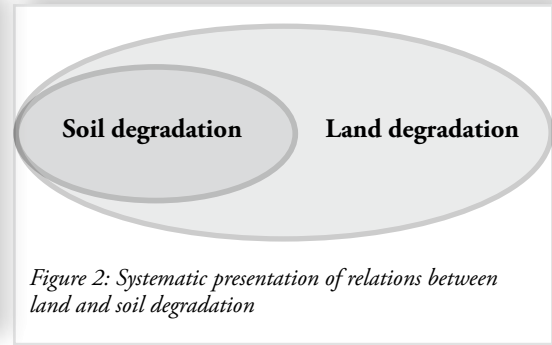 Soil degradation Land degradation
Figure 2: Systematic presentation of relations between
land and soil degradation